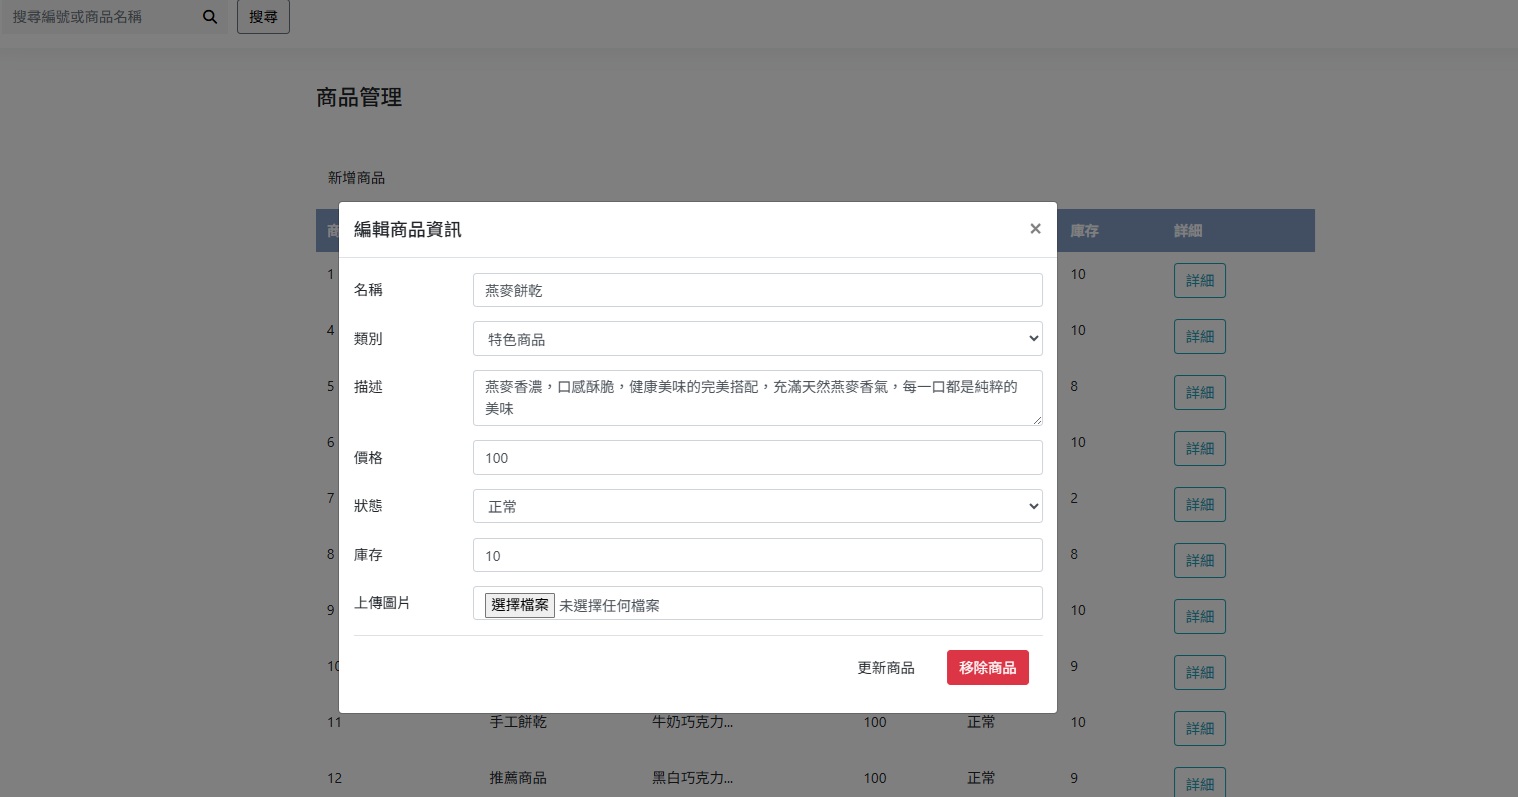 搜尋編號或商品名稱 搜尋
商品管理
新增商品
庫存 詳細
編輯商品資訊 ×
1 10 詳細
名稱 燕麥餅乾
4 10 詳細
類別 特色商品
5 8 詳細
描述 燕麥香濃，口感酥脆，健康美味的完美搭配，充滿天然燕麥香氣，每一口都是純粹的
美味
6 10 詳細
價格 100
7 2 詳細
狀態 正常
8 8 詳細
庫存 10
9 10 詳細
上傳圖片 選擇檔案 未選擇任何檔案
10 9 詳細
更新商品 移除商品
11 手工餅乾 牛奶巧克力... 100 正常 10 詳細
12 推薦商品 黑白巧克力... 100 正常 9 詳細